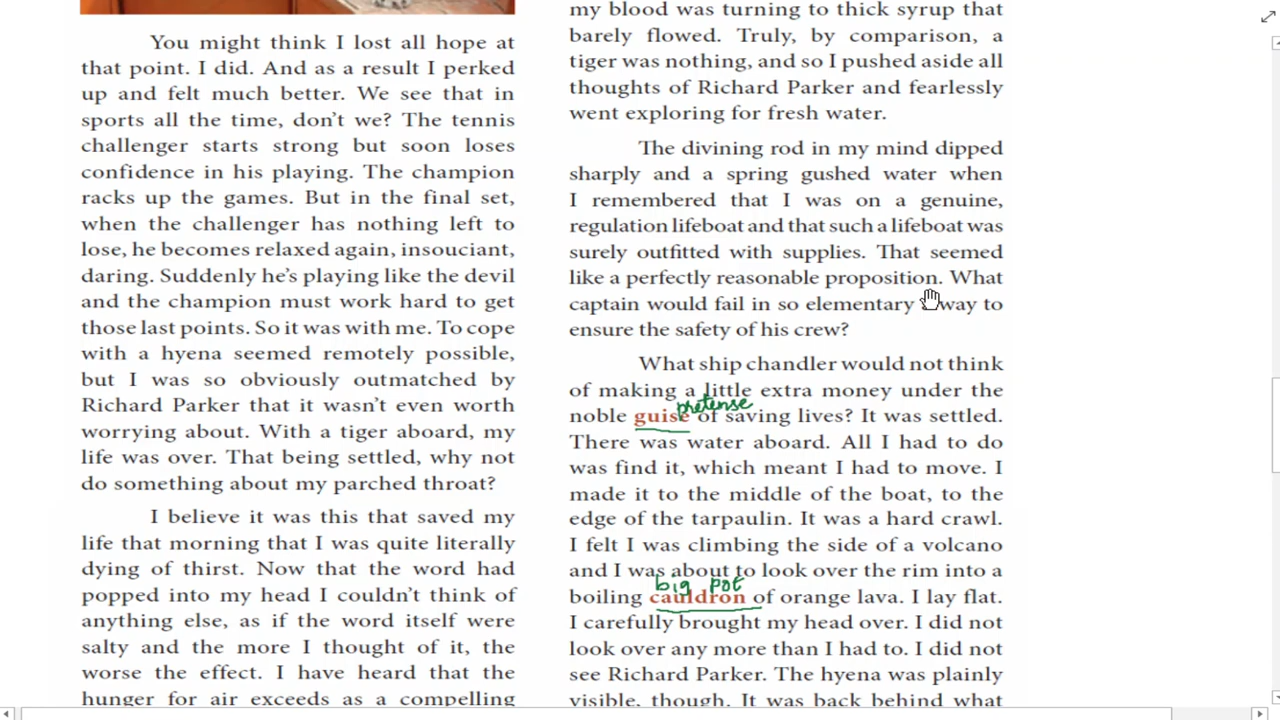 You might think I lost all hope at
that point. I did. And as a result I perked
up and felt much better. We see that in
sports all the time, don't we? The tennis
challenger starts strong but soon loses
confidence in his playing. The champion
racks up the games. But in the final set,
when the challenger has nothing left to
lose, he becomes relaxed again, insouciant,
daring. Suddenly he's playing like the devil
and the champion must work hard to get
those last points. So it was with me. To cope
with a hyena seemed remotely possible,
but I was so obviously outmatched by
Richard Parker that it wasn't even worth
worrying about. With a tiger aboard, my
life was over. That being settled, why not
do something about my parched throat?
I believe it was this that saved my
life that morning that I was quite literally
dying of thirst. Now that the word had
popped into my head I couldn't think of
anything else, as if the word itself were
salty and the more I thought of it, the
worse the effect. I have heard that the
hunger for air exceeds as a compelling
my blood was turning to thick syrup that
barely flowed. Truly, by comparison, a
tiger was nothing, and so I pushed aside all
thoughts of Richard Parker and fearlessly
went exploring for fresh water.
The divining rod in my mind dipped
sharply and a spring gushed water when
I remembered that I was on a genuine,
regulation lifeboat and that such a lifeboat was
surely outfitted with supplies. That seemed
like a perfectly reasonable proposition. What
captain would fail in so elementary way to
ensure the safety of his crew?
What ship chandler would not think
of making a little extra money under the
pretense
noble guise of saving lives? It was settled.
There was water aboard. All I had to do
was find it, which meant I had to move. I
made it to the middle of the boat, to the
edge of the tarpaulin. It was a hard crawl.
I felt I was climbing the side of a volcano
and I was about to look over the rim into a
big pot
boiling cauldron of orange lava. I lay flat.
I carefully brought my head over. I did not
look over any more than I had to. I did not
see Richard Parker. The hyena was plainly
visible, though. It was back behind what